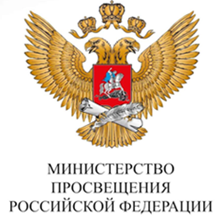 МИНИСТЕРСТВО
ПРОСВЕЩЕНИЯ
РОССИЙСКОЙ ФЕДЕРАЦИИ